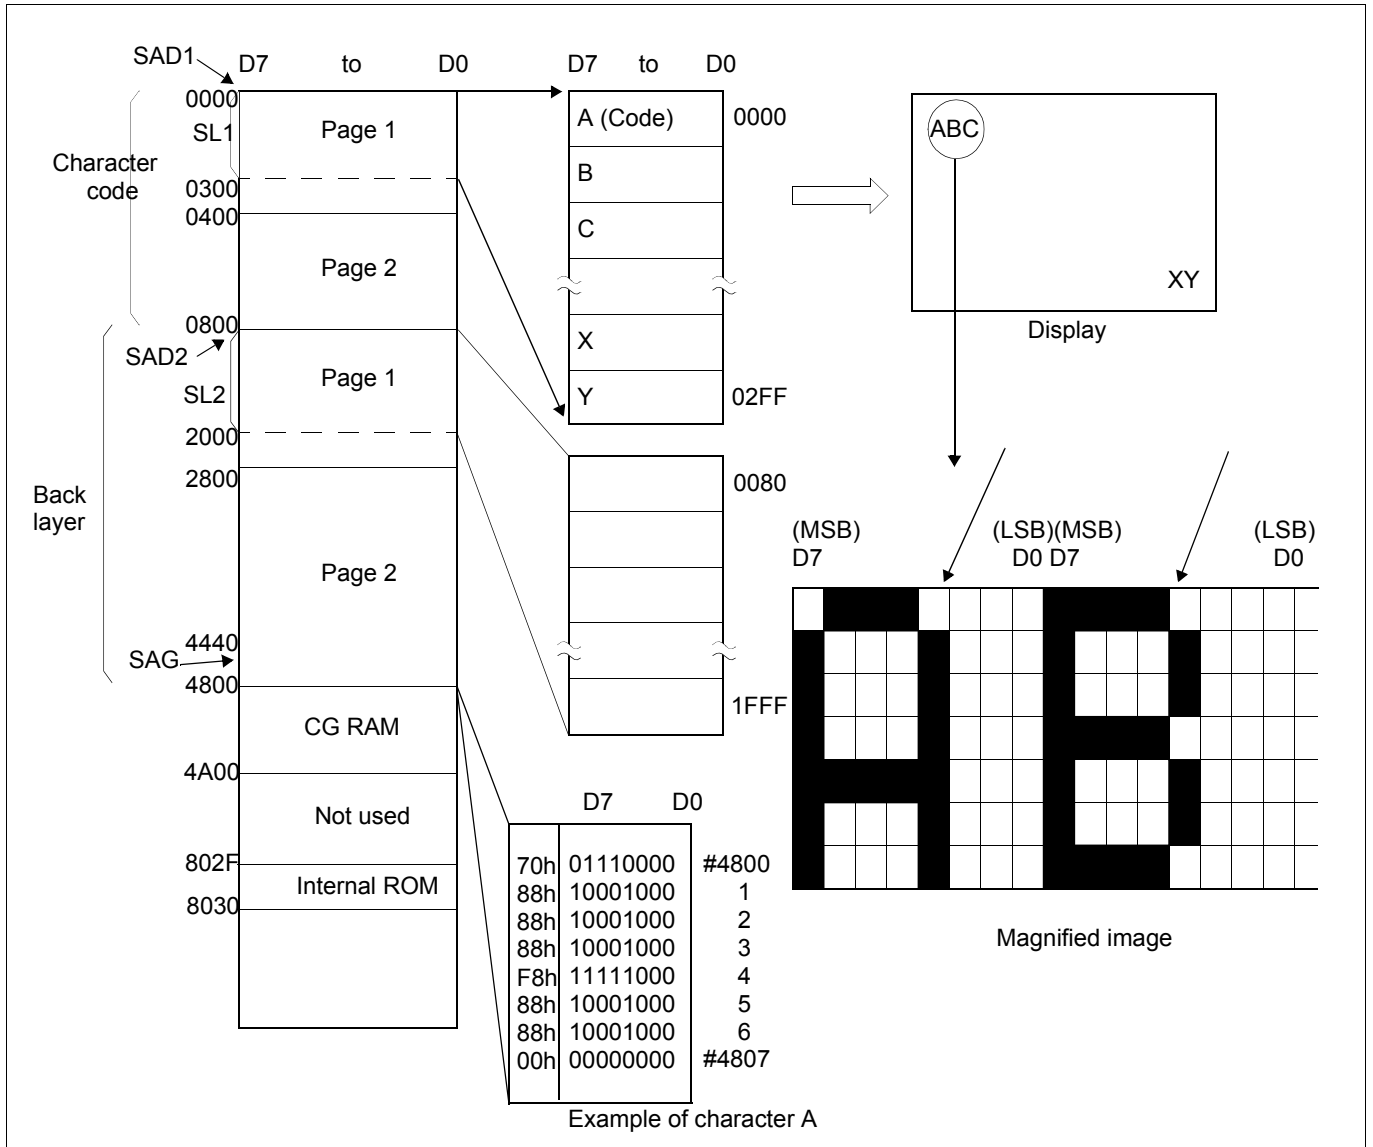 SAD1
D7 to D0
D7 to D0
0000
SL1
Page 1
Character
code
0300
0400
Page 2
0800
SAD2
Page 1
SL2
2000
2800
Back
layer
Page 2
4440
SAG
4800
CG RAM
4A00
Not used
802F
Internal ROM
8030
A (Code) 0000
B
C
X
Y 02FF
0080
1FFF
ABC
XY
Display
(MSB) (LSB)(MSB) (LSB)
D7 D0 D7 D0
Magnified image
D7 D0
70h 01110000 #4800
88h 10001000 1
88h 10001000 2
88h 10001000 3
F8h 11111000 4
88h 10001000 5
88h 10001000 6
00h 00000000 #4807
Example of character A